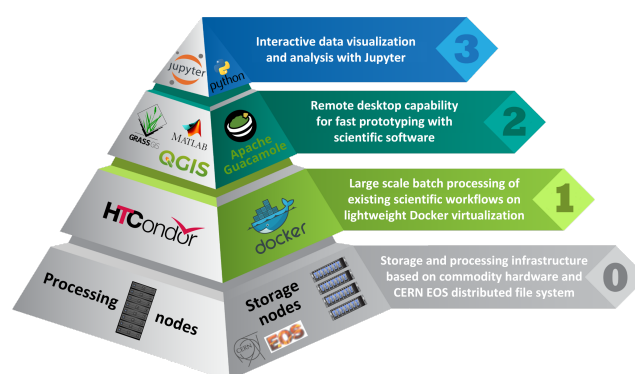 jupyter
python
Interactive data visualization
and analysis with Jupyter
3
GRASS GIS
MATLAB
QGIS
Apache
Guacamole
Remote desktop capability
for fast prototyping with
scientific software
2
HTCondor
docker
Large scale batch processing of
existing scientific workflows on
lightweight Docker virtualization
1
Processing
nodes
Storage
nodes
CERN
EOS
Storage and processing infrastructure
based on commodity hardware and
CERN EOS distributed file system
0